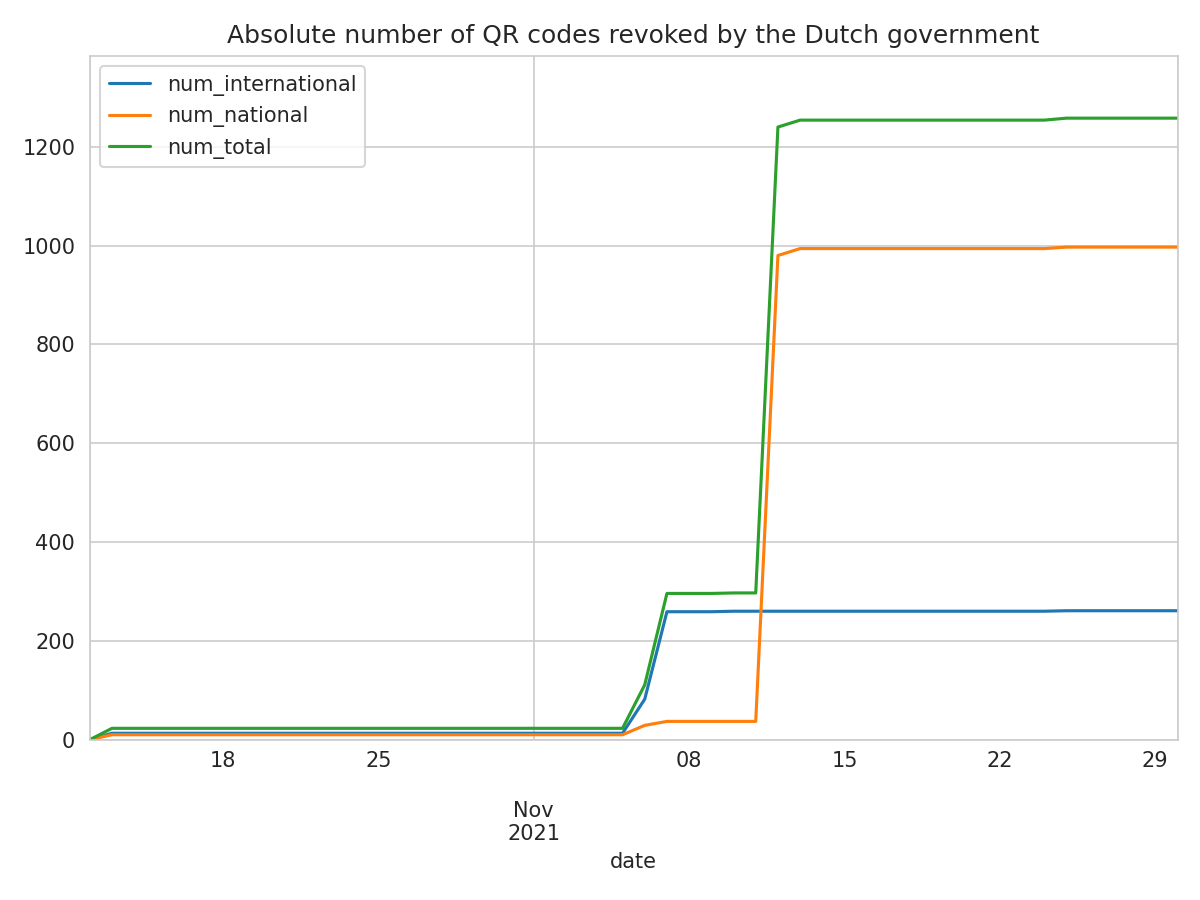 Absolute number of QR codes revoked by the Dutch government
num_international
num_national
num_total
1200
1000
800
600
400
200
0
18
25
08
15
22
29
Nov
2021
date